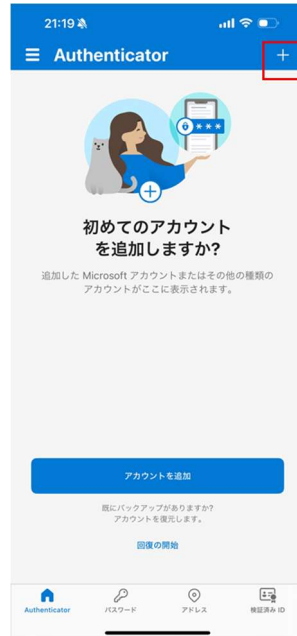 21:19
Authenticator
初めてのアカウント
を追加しますか?
追加した Microsoft アカウントまたはその他の種類の
アカウントがここに表示されます。
アカウントを追加
既にバックアップがありますか?
アカウントを復元します。
回復の開始
Authenticator パスワード アドレス 検証済み ID